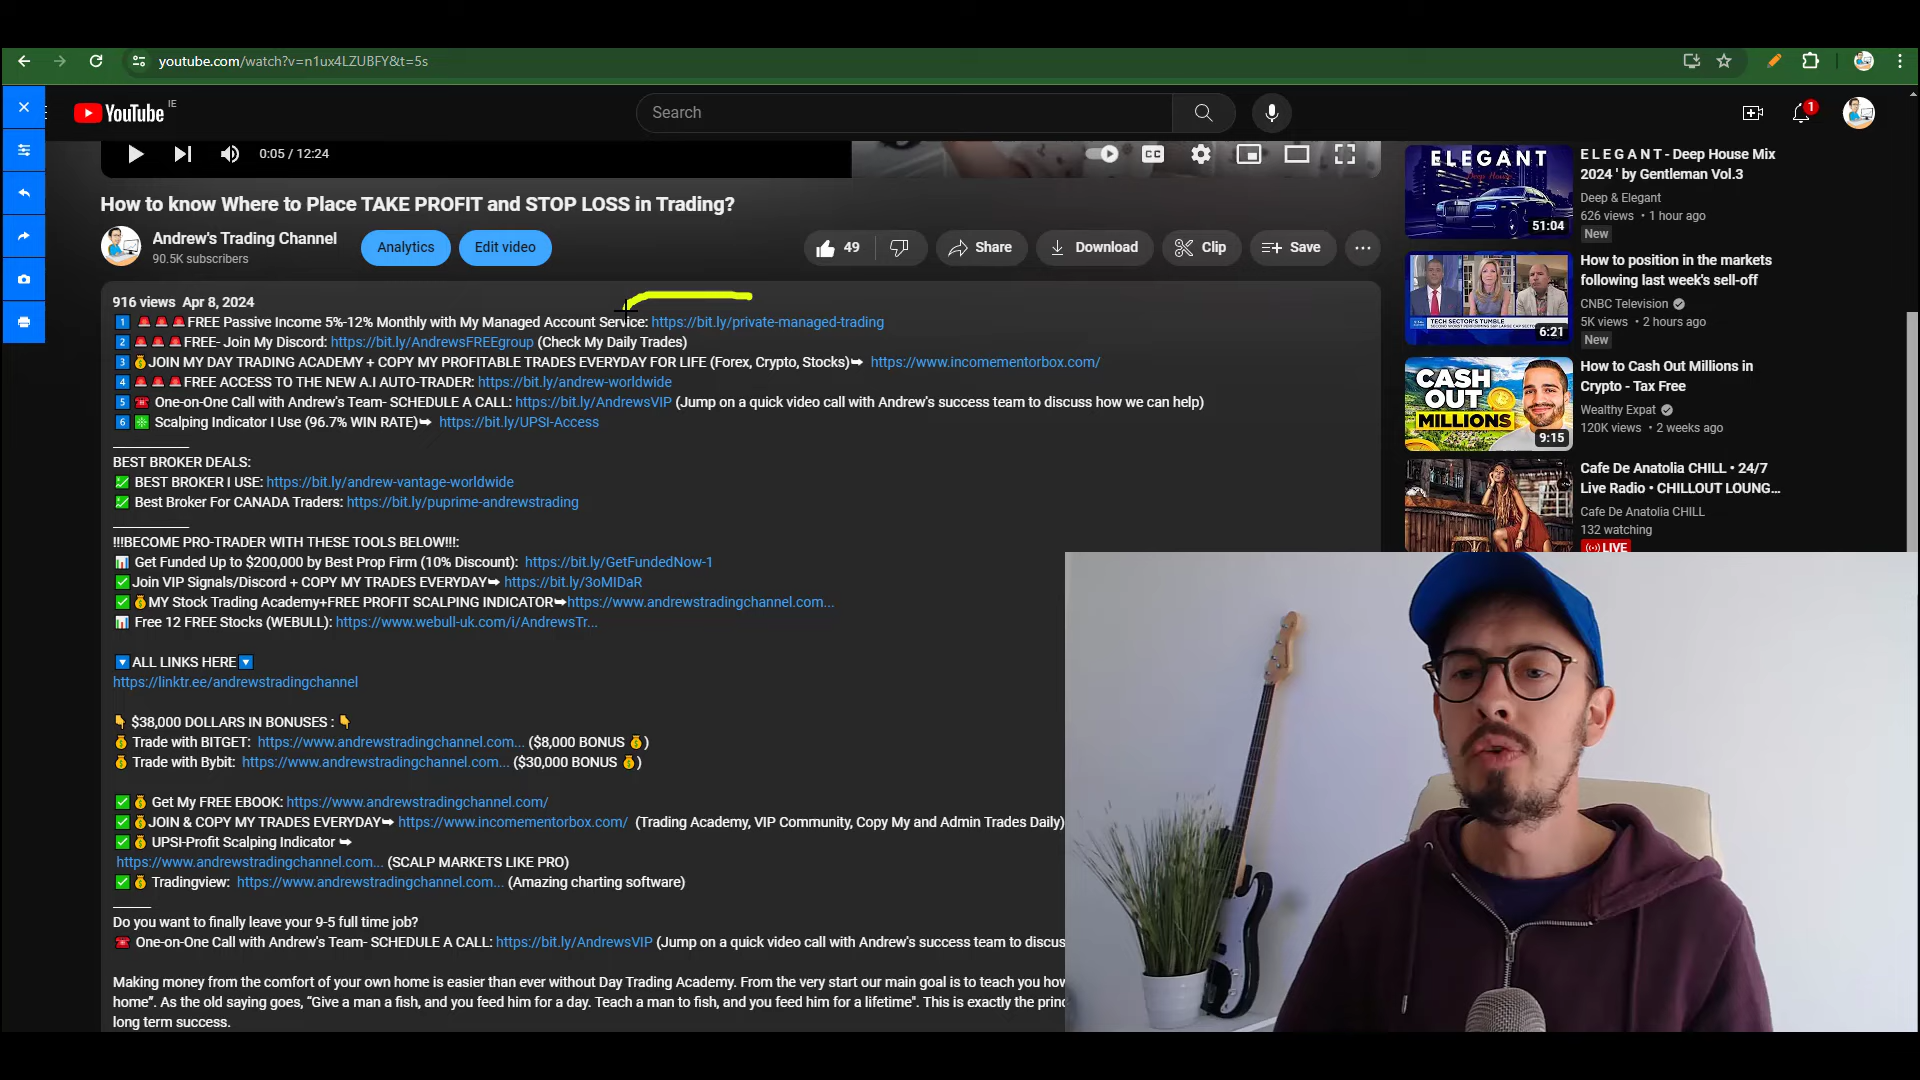 youtube.com/watch?v=n1ux4LZUBFY&t=5s
YouTube IE
Search
1
0:05 / 12:24
CC
How to know Where to Place TAKE PROFIT and STOP LOSS in Trading?
Andrew's Trading Channel
90.5K subscribers
Analytics
Edit video
49
Share
Download
Clip
Save
916 views Apr 8, 2024
1 FREE Passive Income 5%-12% Monthly with My Managed Account Service: https://bit.ly/private-managed-trading
2 FREE- Join My Discord: https://bit.ly/AndrewsFREEgroup (Check My Daily Trades)
3 JOIN MY DAY TRADING ACADEMY + COPY MY PROFITABLE TRADES EVERYDAY FOR LIFE (Forex, Crypto, Stocks)➥ https://www.incomementorbox.com/
4 FREE ACCESS TO THE NEW A.I AUTO-TRADER: https://bit.ly/andrew-worldwide
5 One-on-One Call with Andrew's Team- SCHEDULE A CALL: https://bit.ly/AndrewsVIP (Jump on a quick video call with Andrew's success team to discuss how we can help)
6 Scalping Indicator I Use (96.7% WIN RATE)➥ https://bit.ly/UPSI-Access
BEST BROKER DEALS:
BEST BROKER I USE: https://bit.ly/andrew-vantage-worldwide
Best Broker For CANADA Traders: https://bit.ly/puprime-andrewstrading
!!!BECOME PRO-TRADER WITH THESE TOOLS BELOW!!!:
Get Funded Up to $200,000 by Best Prop Firm (10% Discount): https://bit.ly/GetFundedNow-1
Join VIP Signals/Discord + COPY MY TRADES EVERYDAY➥ https://bit.ly/3oMIDaR
MY Stock Trading Academy+FREE PROFIT SCALPING INDICATOR➥https://www.andrewstradingchannel.com...
Free 12 FREE Stocks (WEBULL): https://www.webull-uk.com/i/AndrewsTr...
ALL LINKS HERE
https://linktr.ee/andrewstradingchannel
$38,000 DOLLARS IN BONUSES :
Trade with BITGET: https://www.andrewstradingchannel.com... ($8,000 BONUS)
Trade with Bybit: https://www.andrewstradingchannel.com... ($30,000 BONUS)
Get My FREE EBOOK: https://www.andrewstradingchannel.com/
JOIN & COPY MY TRADES EVERYDAY➥ https://www.incomementorbox.com/ (Trading Academy, VIP Community, Copy My and Admin Trades Daily)
UPSI-Profit Scalping Indicator ➥
https://www.andrewstradingchannel.com... (SCALP MARKETS LIKE PRO)
Tradingview: https://www.andrewstradingchannel.com... (Amazing charting software)
Do you want to finally leave your 9-5 full time job?
One-on-One Call with Andrew's Team- SCHEDULE A CALL: https://bit.ly/AndrewsVIP (Jump on a quick video call with Andrew's success team to discus
Making money from the comfort of your own home is easier than ever without Day Trading Academy. From the very start our main goal is to teach you how
home”. As the old saying goes, “Give a man a fish, and you feed him for a day. Teach a man to fish, and you feed him for a lifetime". This is exactly the princ
long term success.
ELEGANT
Deep House
51:04
E L E G A N T - Deep House Mix
2024 ' by Gentleman Vol.3
Deep & Elegant
626 views • 1 hour ago
New
TECH SECTOR'S TUMBLE
6:21
How to position in the markets
following last week's sell-off
CNBC Television
5K views • 2 hours ago
New
CASH
OUT
MILLIONS
9:15
How to Cash Out Millions in
Crypto - Tax Free
Wealthy Expat
120K views • 2 weeks ago
Cafe De Anatolia CHILL • 24/7
Live Radio • CHILLOUT LOUNG...
Cafe De Anatolia CHILL
132 watching
LIVE